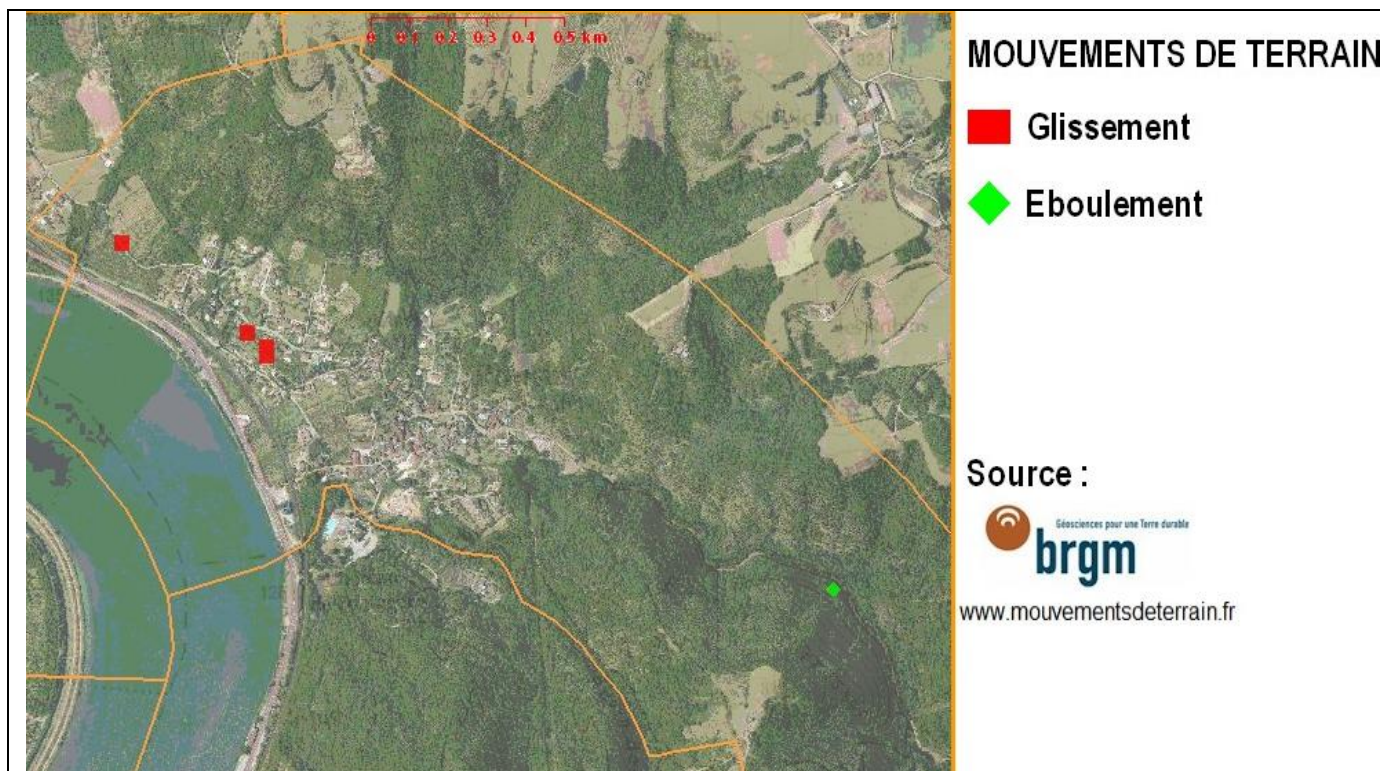 0 0.1 0.2 0.3 0.4 0.5 km
MOUVEMENTS DE TERRAIN
Glissement
Eboulement
Source :
Géosciences pour une Terre durable
brgm
www.mouvementsdeterrain.fr